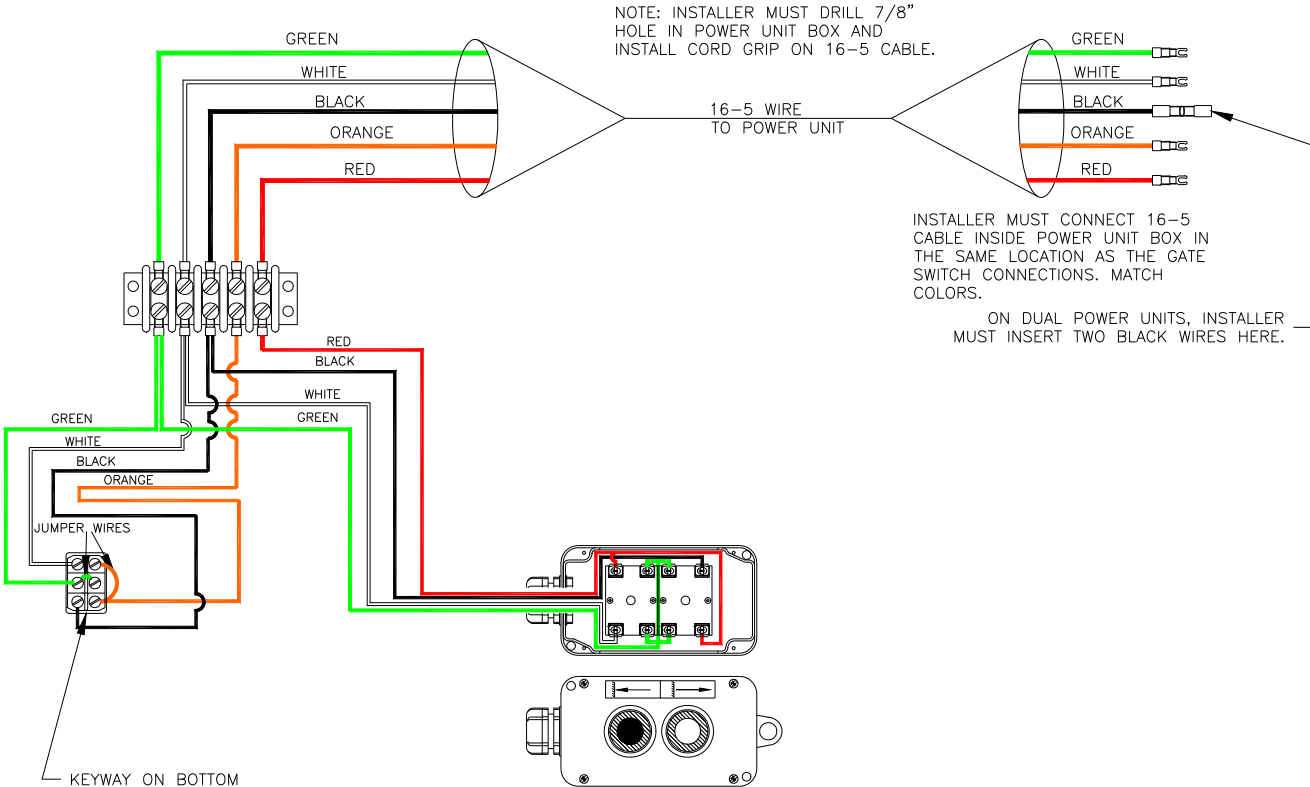 NOTE: INSTALLER MUST DRILL 7/8”
HOLE IN POWER UNIT BOX AND
INSTALL CORD GRIP ON 16-5 CABLE.
GREEN
WHITE
BLACK
ORANGE
RED
16-5 WIRE
TO POWER UNIT
GREEN
WHITE
BLACK
ORANGE
RED
INSTALLER MUST CONNECT 16-5
CABLE INSIDE POWER UNIT BOX IN
THE SAME LOCATION AS THE GATE
SWITCH CONNECTIONS. MATCH
COLORS.
ON DUAL POWER UNITS, INSTALLER
MUST INSERT TWO BLACK WIRES HERE.
RED
BLACK
WHITE
GREEN
GREEN
WHITE
BLACK
ORANGE
JUMPER WIRES
KEYWAY ON BOTTOM